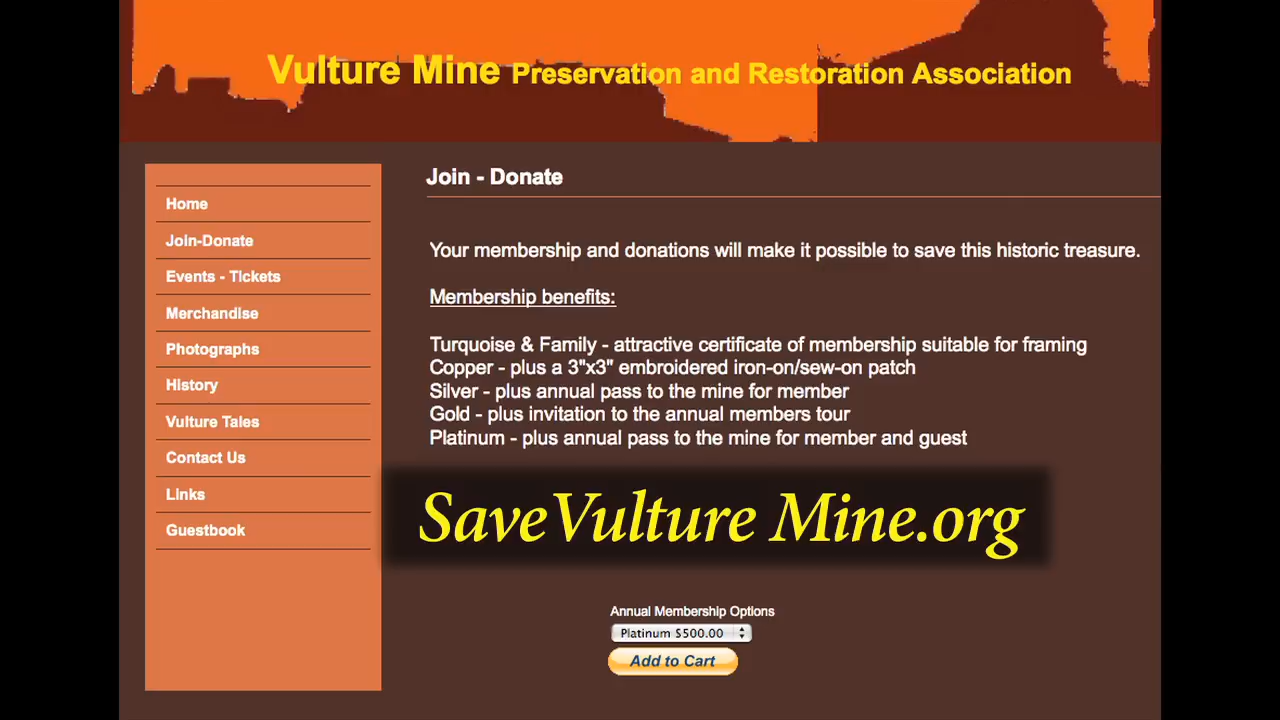 Vulture Mine Preservation and Restoration Association
Home
Join-Donate
Events - Tickets
Merchandise
Photographs
History
Vulture Tales
Contact Us
Links
Guestbook
Join - Donate
Your membership and donations will make it possible to save this historic treasure.
Membership benefits:
Turquoise & Family - attractive certificate of membership suitable for framing
Copper - plus a 3"x3" embroidered iron-on/sew-on patch
Silver - plus annual pass to the mine for member
Gold - plus invitation to the annual members tour
Platinum - plus annual pass to the mine for member and guest
SaveVulture Mine.org
Annual Membership Options
Platinum $500.00
Add to Cart